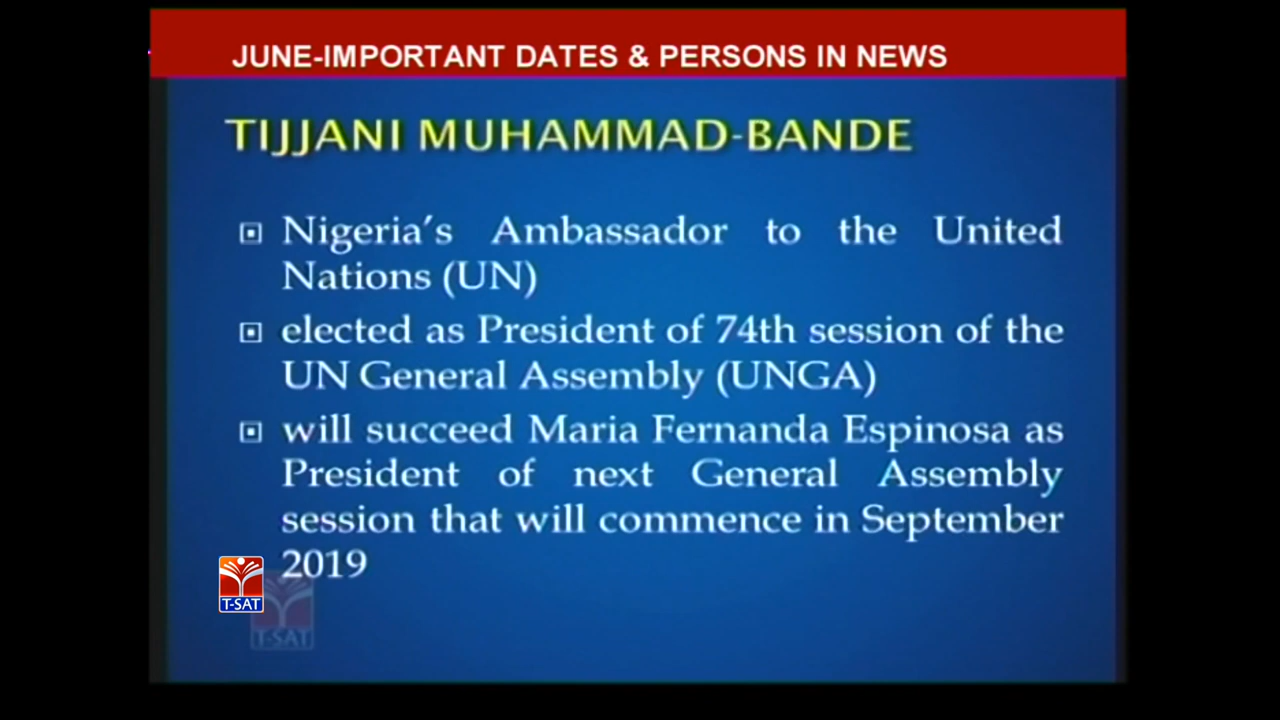 JUNE-IMPORTANT DATES & PERSONS IN NEWS
TIJJANI MUHAMMAD-BANDE
Nigeria’s Ambassador to the United
Nations (UN)
elected as President of 74th session of the
UN General Assembly (UNGA)
will succeed Maria Fernanda Espinosa as
President of next General Assembly
session that will commence in September
2019
T-SAT
T-SAT